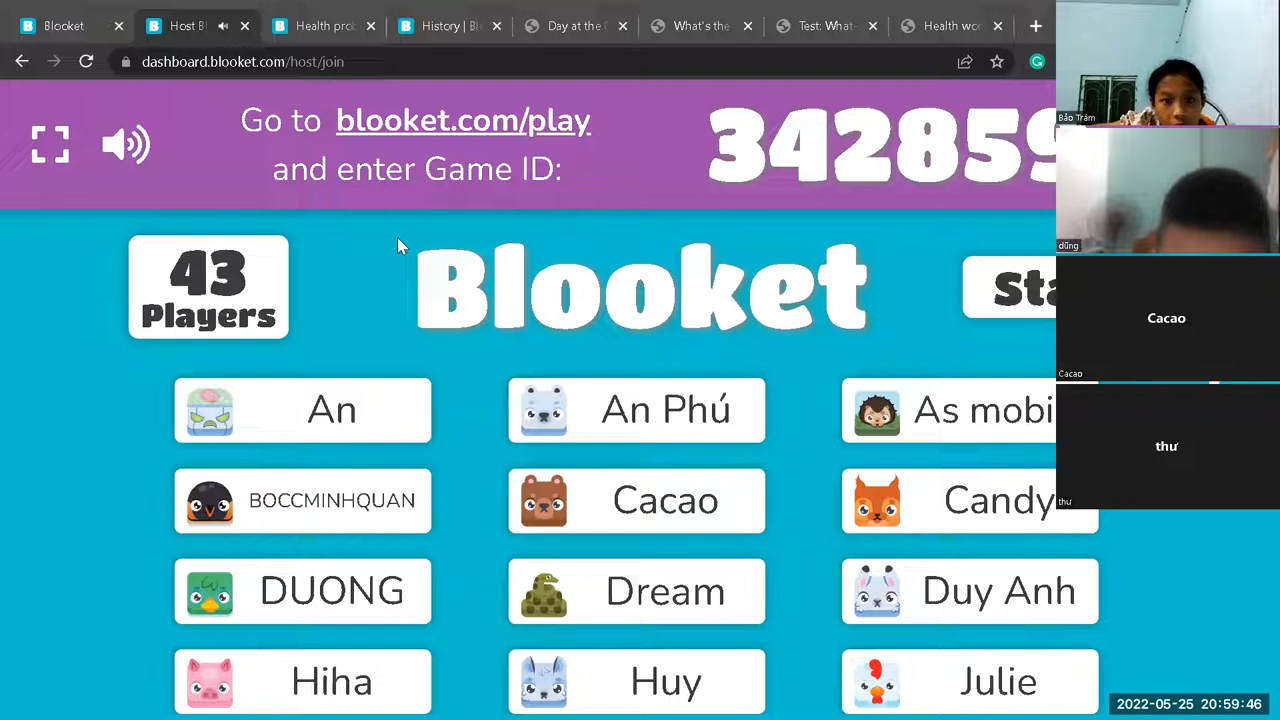 Blooket
Host Bl
Health pro
History | Bl
Day at the
What's the
Test: What
Health wo
dashboard.blooket.com/host/join
Go to blooket.com/play
and enter Game ID:
342859
43
Players
Blooket
Sta
An
An Phú
As mobi
BOCCMINHQUAN
Cacao
Candy
DUONG
Dream
Duy Anh
Hiha
Huy
Julie
Bảo Trâm
dũng
Cacao
Cacao
thư
thư
2022-05-25 20:59:46